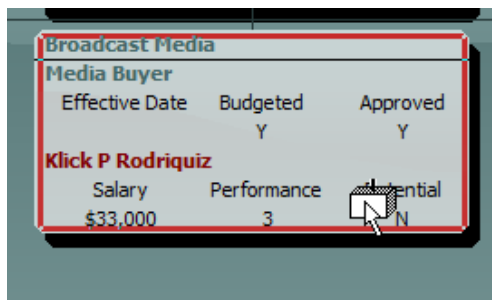 Broadcast Media
Media Buyer
Effective Date Budgeted Approved
Y Y
Klick P Rodriquiz
Salary Performance
$33,000 3 N